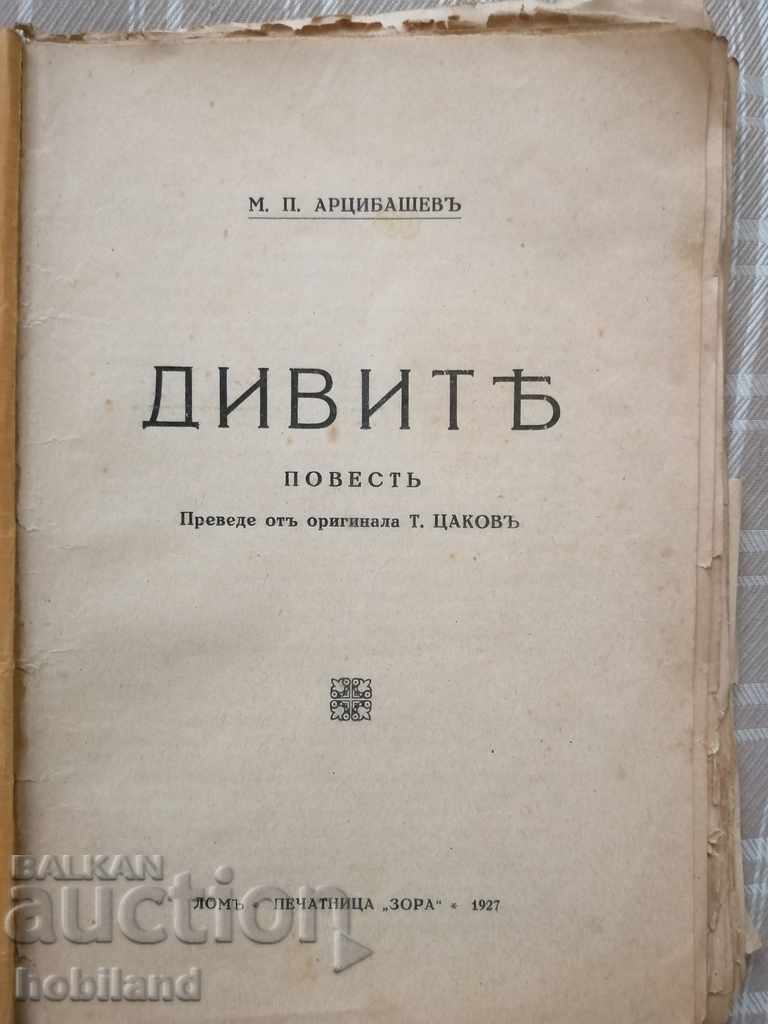 М. П. АРЦИБАШЕВЪ
ДИВИТѢ
ПОВЕСТЬ
Преведе отъ оригинала Т. ЦАКОВЪ
ЛОМЪ * ПЕЧАТНИЦА „ЗОРА“ * 1927
BALKAN
auction
hobiland